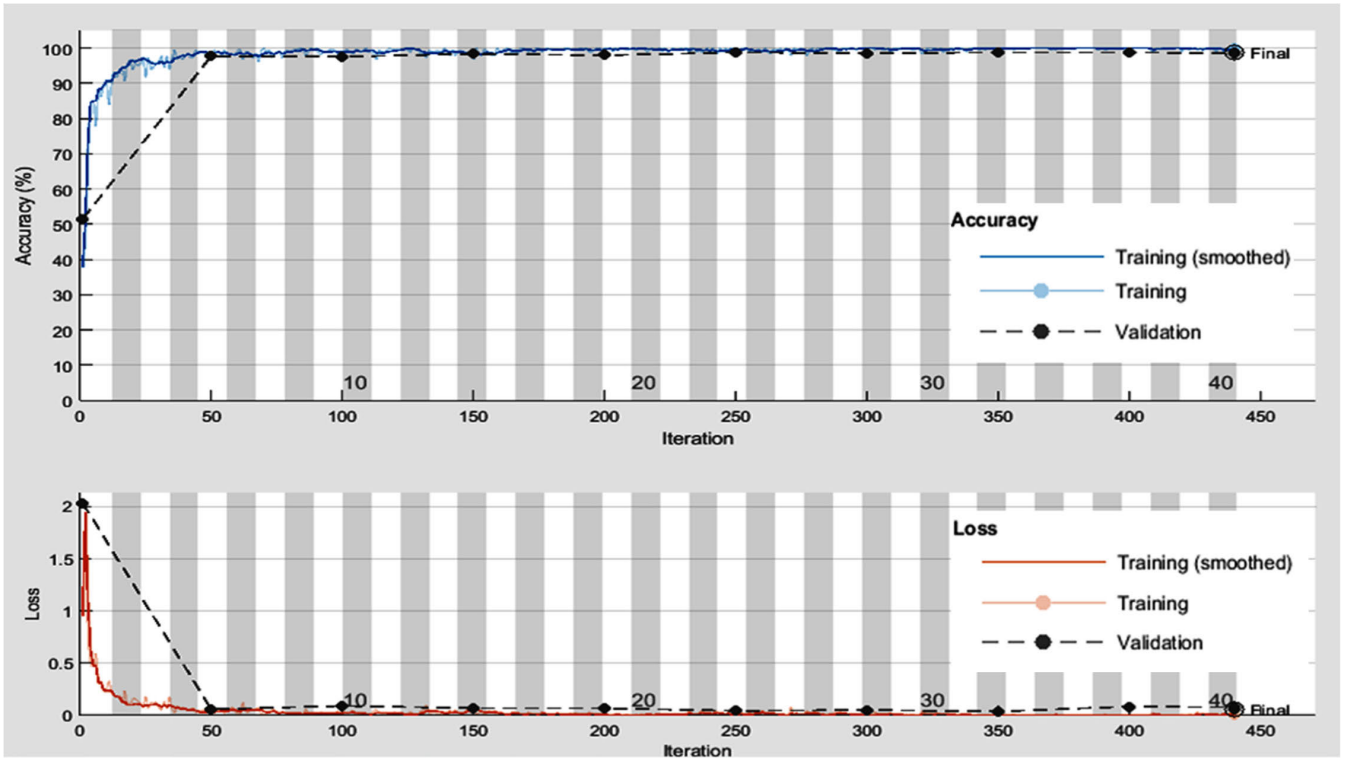 100
90
80
70
60
50
40
30
20
10
0
Accuracy (%)
Final
Accuracy
Training (smoothed)
Training
Validation
10 20 30 40
0 50 100 150 200 250 300 350 400 450
Iteration
2
1.5
1
0.5
0
Loss
Loss
Training (smoothed)
Training
Validation
10 20 30 40
Final
0 50 100 150 200 250 300 350 400 450
Iteration